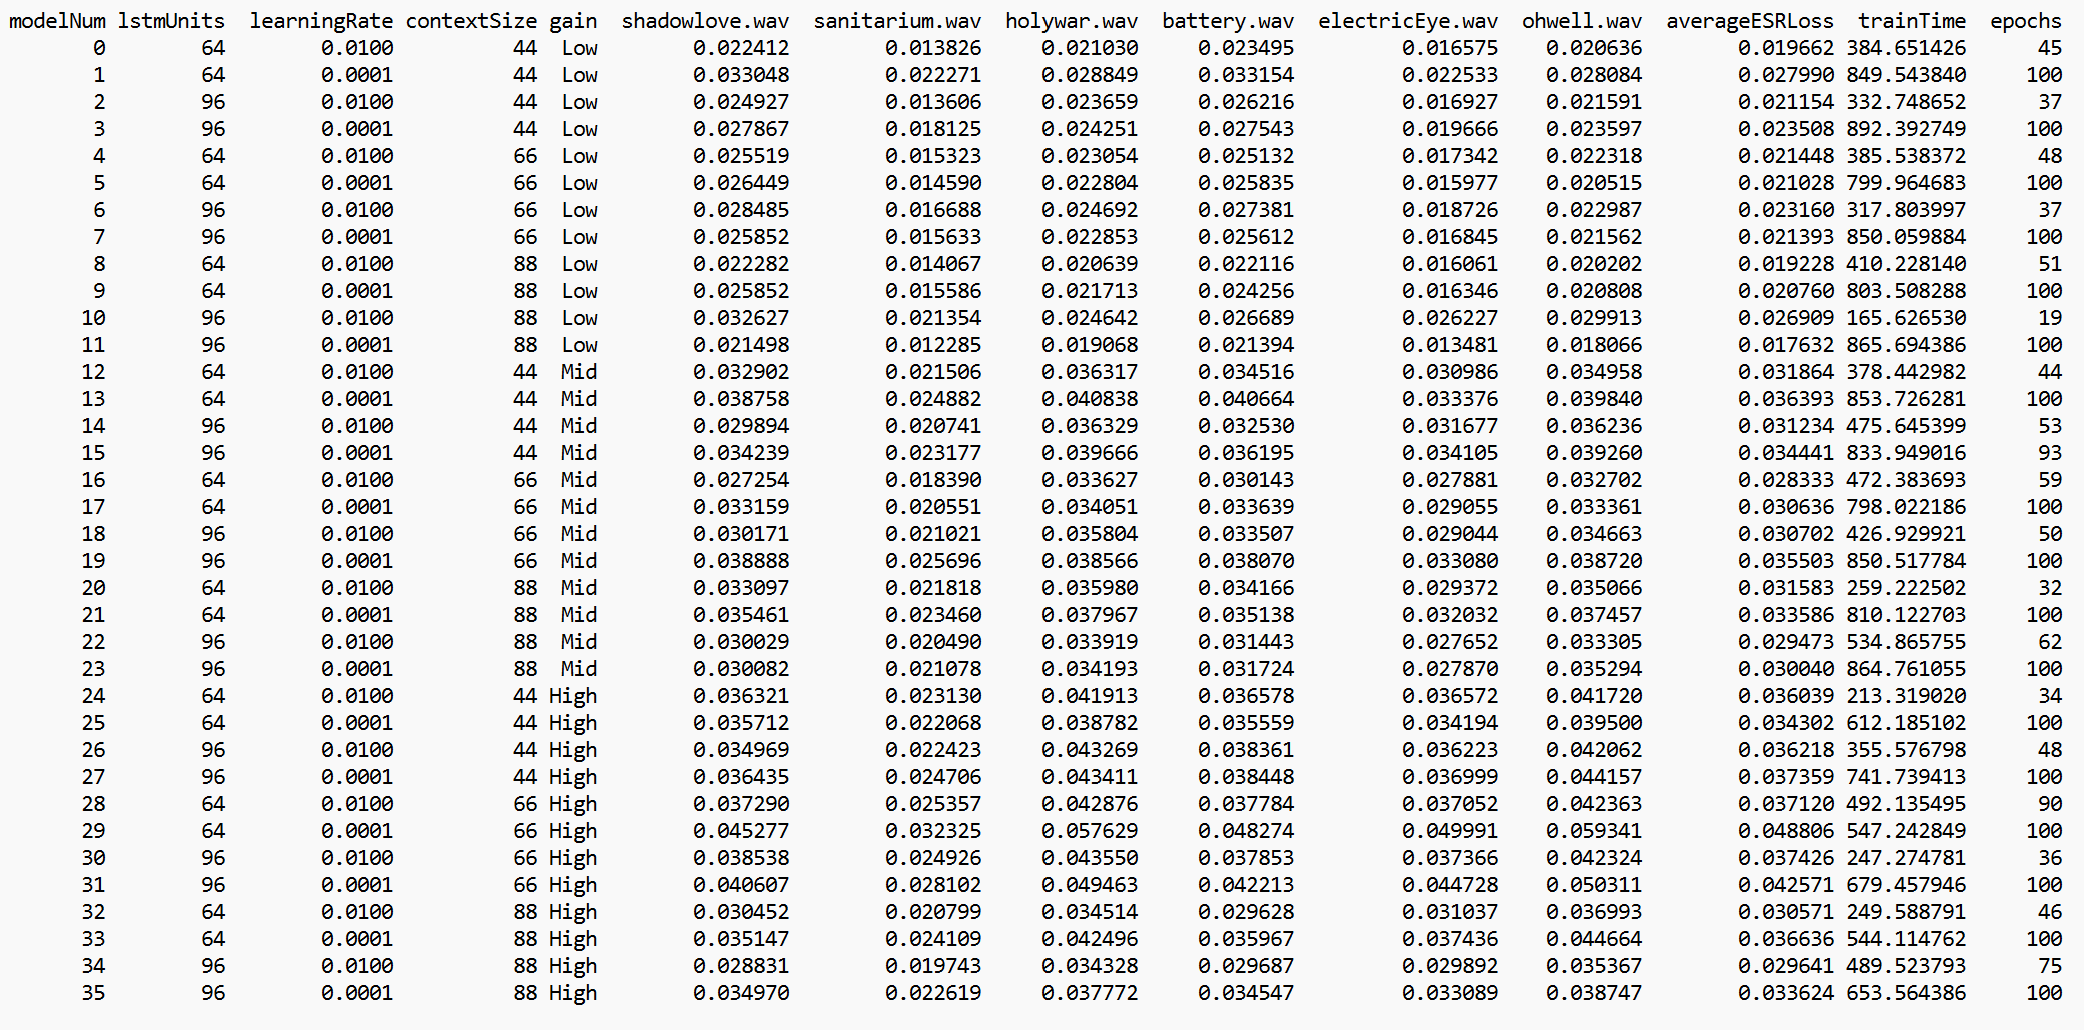 modelNum lstmUnits learningRate contextSize gain shadowlove.wav sanitarium.wav holywar.wav battery.wav electricEye.wav ohwell.wav averageESRLoss trainTime epochs
0 64 0.0100 44 Low 0.022412 0.013826 0.021030 0.023495 0.016575 0.020636 0.019662 384.651426 45
1 64 0.0001 44 Low 0.033048 0.022271 0.028849 0.033154 0.022533 0.028084 0.027990 849.543840 100
2 96 0.0100 44 Low 0.024927 0.013606 0.023659 0.026216 0.016927 0.021591 0.021154 332.748652 37
3 96 0.0001 44 Low 0.027867 0.018125 0.024251 0.027543 0.019666 0.023597 0.023508 892.392749 100
4 64 0.0100 66 Low 0.025519 0.015323 0.023054 0.025132 0.017342 0.022318 0.021448 385.538372 48
5 64 0.0001 66 Low 0.026449 0.014590 0.022804 0.025835 0.015977 0.020515 0.021028 799.964683 100
6 96 0.0100 66 Low 0.028485 0.016688 0.024692 0.027381 0.018726 0.022987 0.023160 317.803997 37
7 96 0.0001 66 Low 0.025852 0.015633 0.022853 0.025612 0.016845 0.021562 0.021393 850.059884 100
8 64 0.0100 88 Low 0.022282 0.014067 0.020639 0.022116 0.016061 0.020202 0.019228 410.228140 51
9 64 0.0001 88 Low 0.025852 0.015586 0.021713 0.024256 0.016346 0.020808 0.020760 803.508288 100
10 96 0.0100 88 Low 0.032627 0.021354 0.024642 0.026689 0.026227 0.029913 0.026909 165.626530 19
11 96 0.0001 88 Low 0.021498 0.012285 0.019068 0.021394 0.013481 0.018066 0.017632 865.694386 100
12 64 0.0100 44 Mid 0.032902 0.021506 0.036317 0.034516 0.030986 0.034958 0.031864 378.442982 44
13 64 0.0001 44 Mid 0.038758 0.024882 0.040838 0.040664 0.033376 0.039840 0.036393 853.726281 100
14 96 0.0100 44 Mid 0.029894 0.020741 0.036329 0.032530 0.031677 0.036236 0.031234 475.645399 53
15 96 0.0001 44 Mid 0.034239 0.023177 0.039666 0.036195 0.034105 0.039260 0.034441 833.949016 93
16 64 0.0100 66 Mid 0.027254 0.018390 0.033627 0.030143 0.027881 0.032702 0.028333 472.383693 59
17 64 0.0001 66 Mid 0.033159 0.020551 0.034051 0.033639 0.029055 0.033361 0.030636 798.022186 100
18 96 0.0100 66 Mid 0.030171 0.021021 0.035804 0.033507 0.029044 0.034663 0.030702 426.929921 50
19 96 0.0001 66 Mid 0.038888 0.025696 0.038566 0.038070 0.033080 0.038720 0.035503 850.517784 100
20 64 0.0100 88 Mid 0.033097 0.021818 0.035980 0.034166 0.029372 0.035066 0.031583 259.222502 32
21 64 0.0001 88 Mid 0.035461 0.023460 0.037967 0.035138 0.032032 0.037457 0.033586 810.122703 100
22 96 0.0100 88 Mid 0.030029 0.020490 0.033919 0.031443 0.027652 0.033305 0.029473 534.865755 62
23 96 0.0001 88 Mid 0.030082 0.021078 0.034193 0.031724 0.027870 0.035294 0.030040 864.761055 100
24 64 0.0100 44 High 0.036321 0.023130 0.041913 0.036578 0.036572 0.041720 0.036039 213.319020 34
25 64 0.0001 44 High 0.035712 0.022068 0.038782 0.035559 0.034194 0.039500 0.034302 612.185102 100
26 96 0.0100 44 High 0.034969 0.022423 0.043269 0.038361 0.036223 0.042062 0.036218 355.576798 48
27 96 0.0001 44 High 0.036435 0.024706 0.043411 0.038448 0.036999 0.044157 0.037359 741.739413 100
28 64 0.0100 66 High 0.037290 0.025357 0.042876 0.037784 0.037052 0.042363 0.037120 492.135495 90
29 64 0.0001 66 High 0.045277 0.032325 0.057629 0.048274 0.049991 0.059341 0.048806 547.242849 100
30 96 0.0100 66 High 0.038538 0.024926 0.043550 0.037853 0.037366 0.042324 0.037426 247.274781 36
31 96 0.0001 66 High 0.040607 0.028102 0.049463 0.042213 0.044728 0.050311 0.042571 679.457946 100
32 64 0.0100 88 High 0.030452 0.020799 0.034514 0.029628 0.031037 0.036993 0.030571 249.588791 46
33 64 0.0001 88 High 0.035147 0.024109 0.042496 0.035967 0.037436 0.044664 0.036636 544.114762 100
34 96 0.0100 88 High 0.028831 0.019743 0.034328 0.029687 0.029892 0.035367 0.029641 489.523793 75
35 96 0.0001 88 High 0.034970 0.022619 0.037772 0.034547 0.033089 0.038747 0.033624 653.564386 100